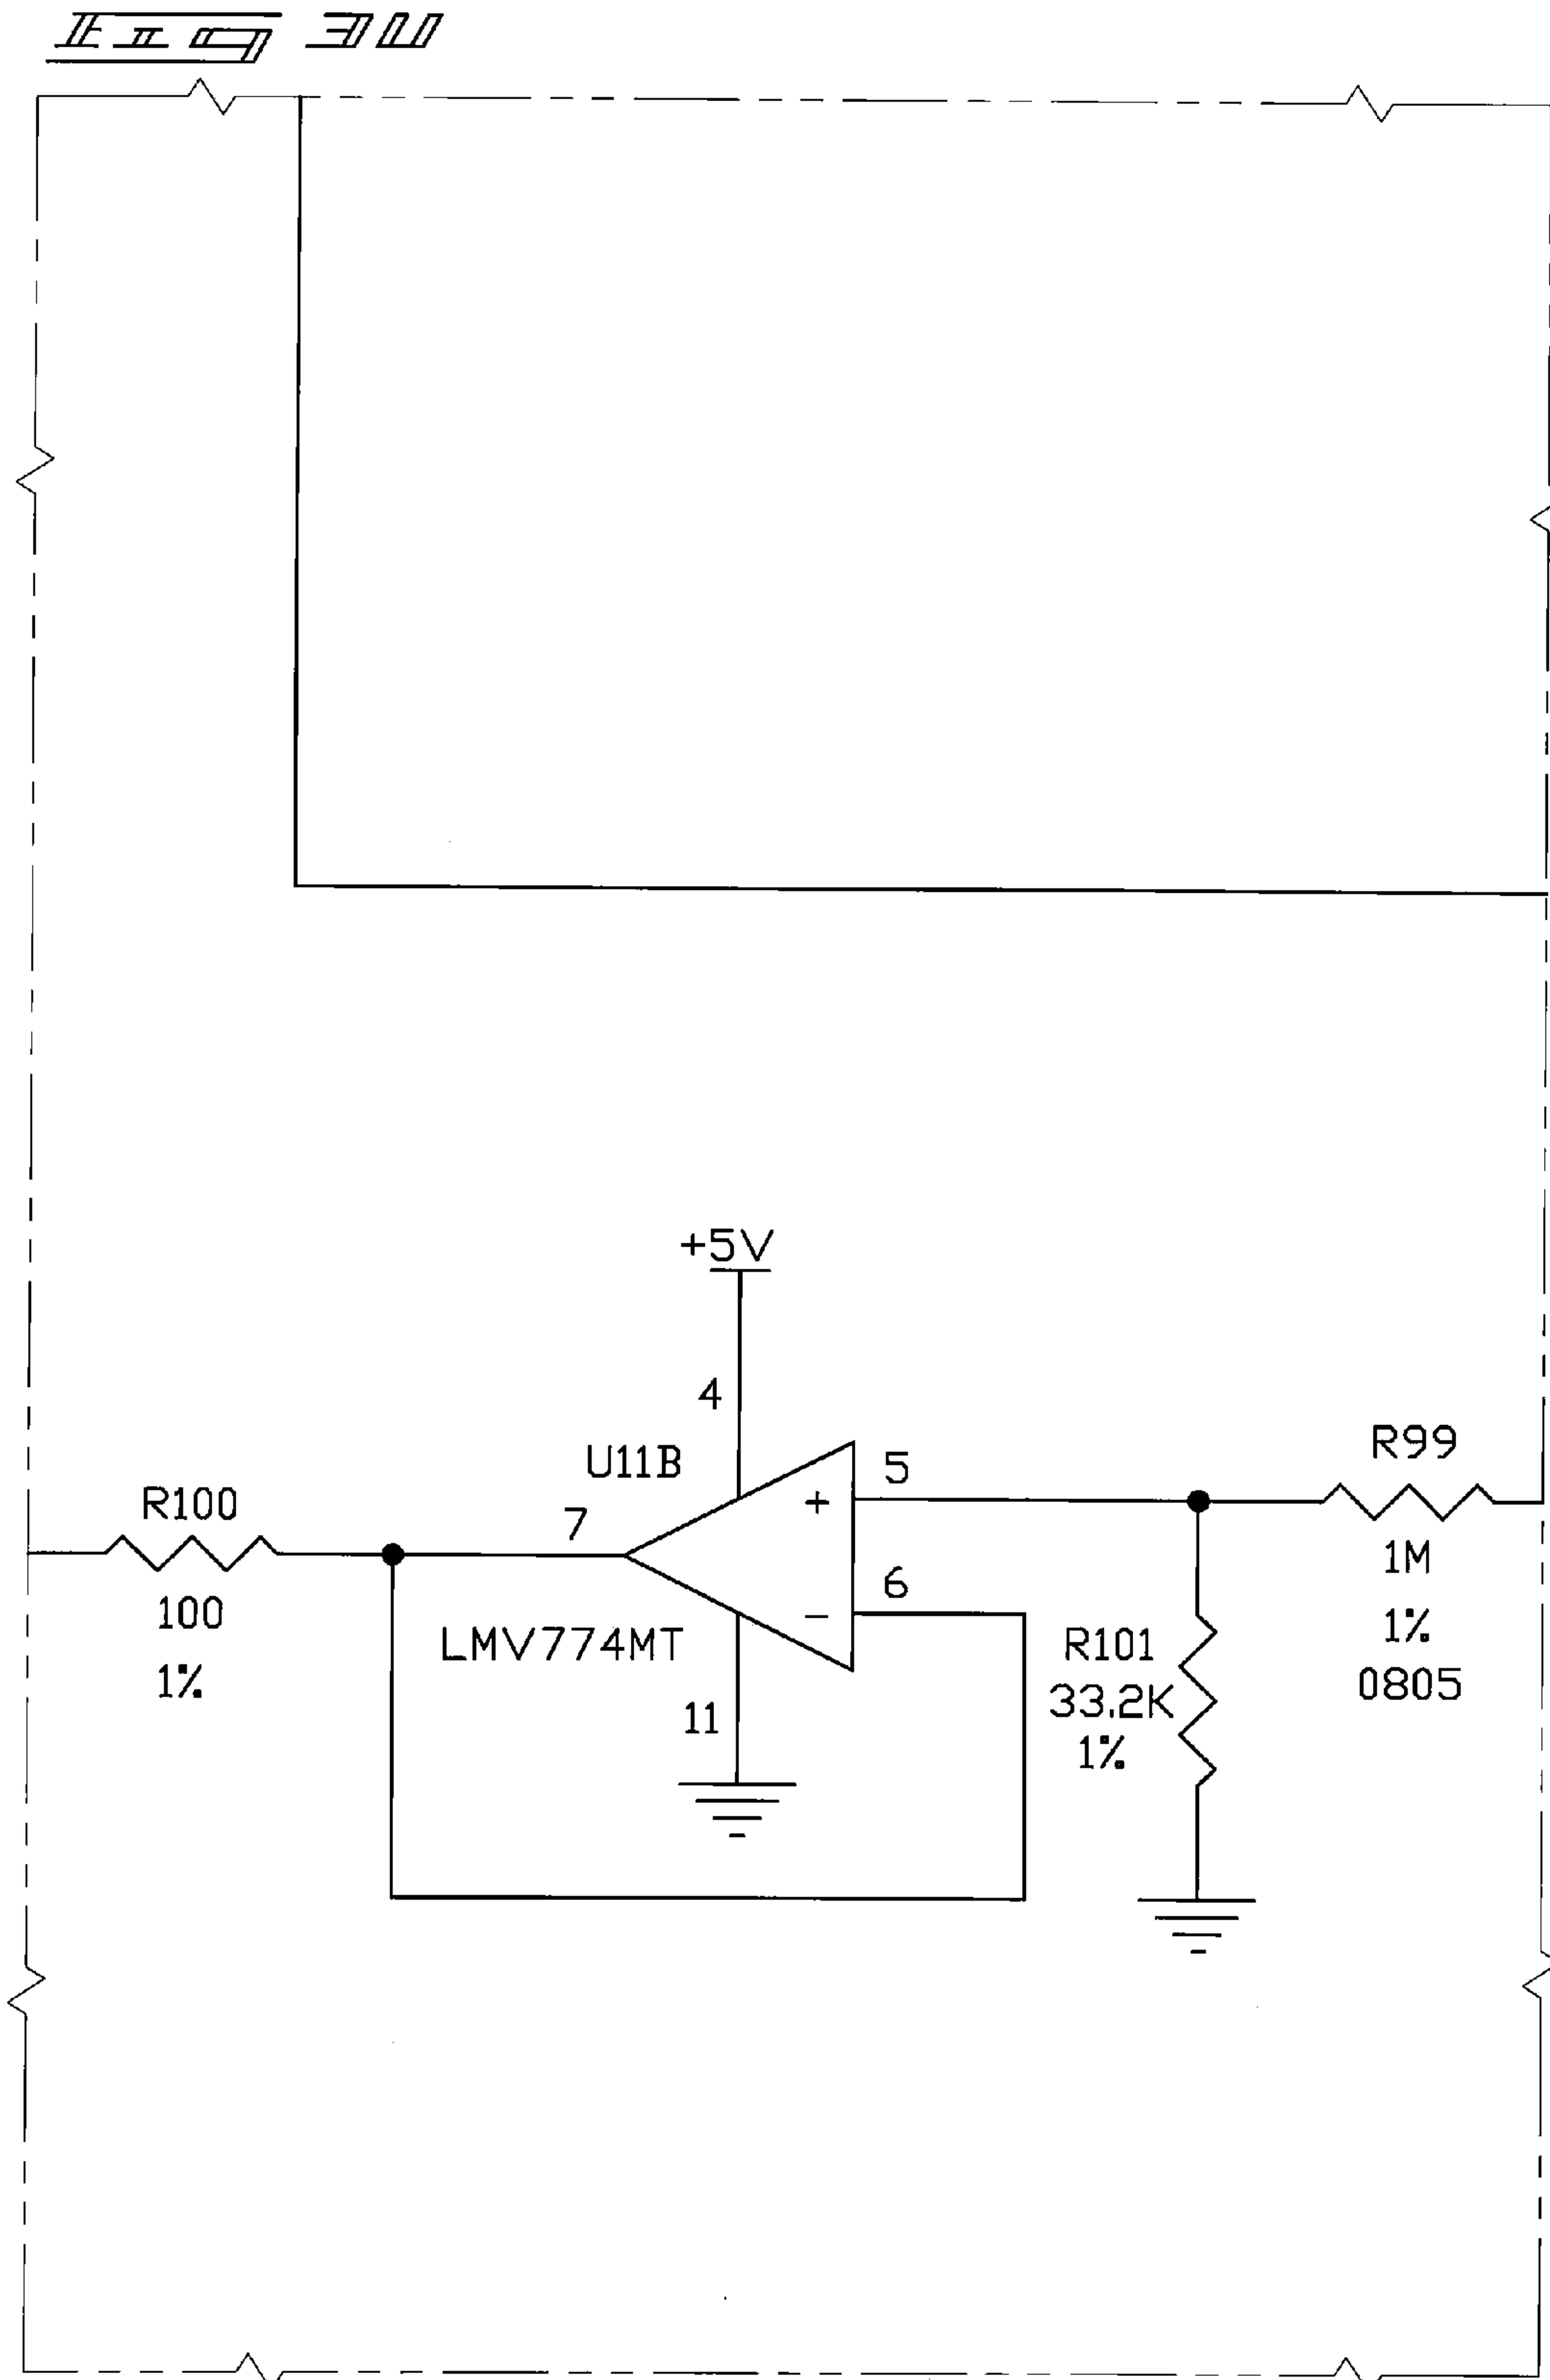 Fig 3U
+5V
4
U11B
5
R99
+
R100
7
1M
6
100
-
1%
R101
LMV774MT
1%
33.2K
0805
11
1%